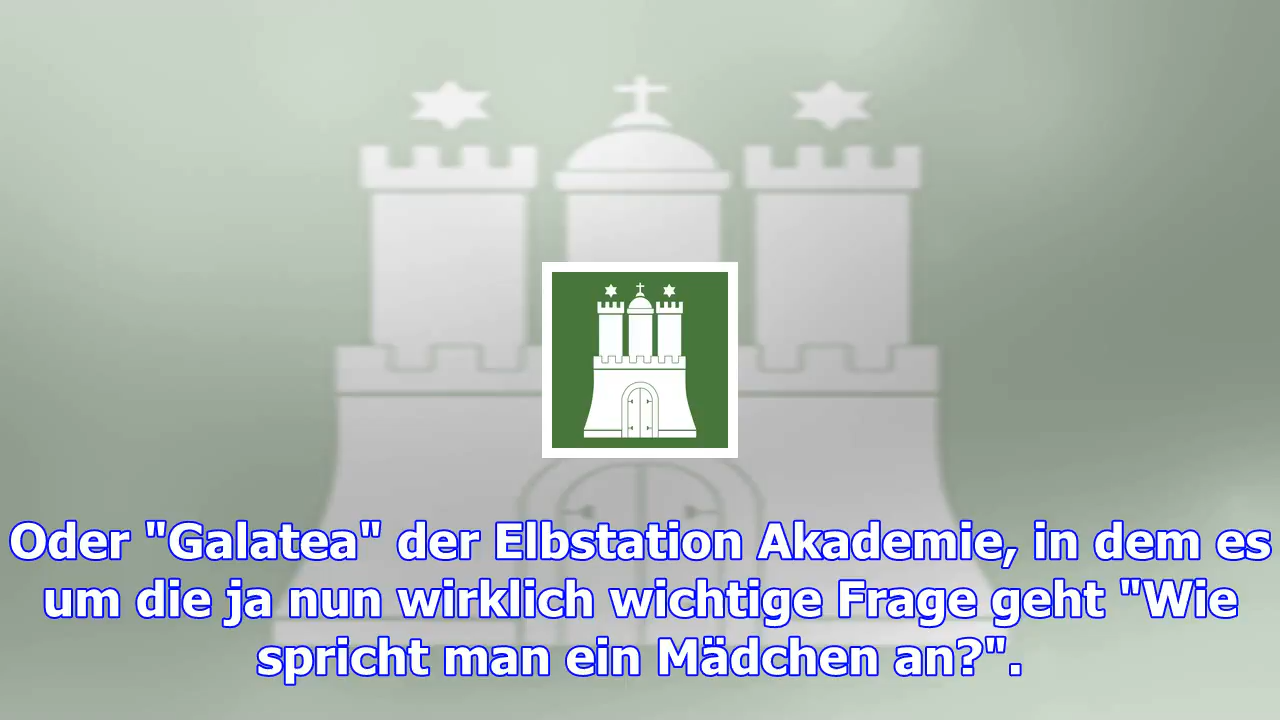 Oder "Galatea" der Elbstation Akademie, in dem es
um die ja nun wirklich wichtige Frage geht "Wie
spricht man ein Mädchen an?".